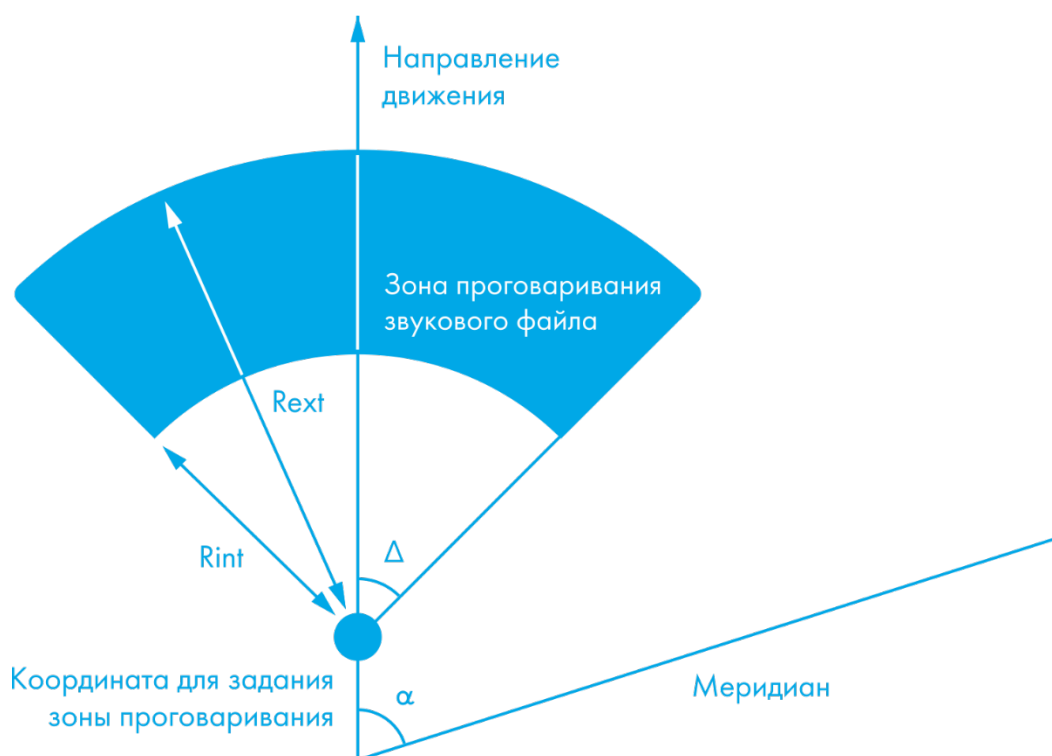 Направление
движения
Зона проговаривания
звукового файла
Rext
Rint
Δ
Координата для задания
зоны проговаривания
α
Меридиан